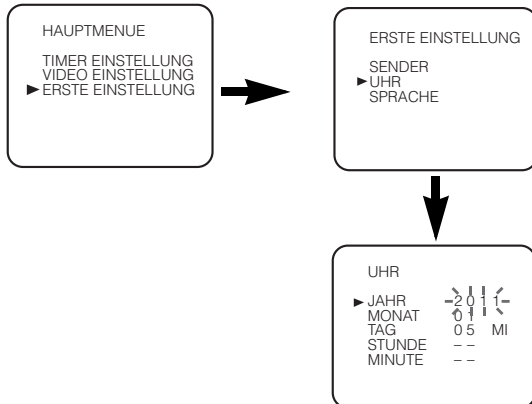 HAUPTMENUE
TIMER EINSTELLUNG
VIDEO EINSTELLUNG
ERSTE EINSTELLUNG
ERSTE EINSTELLUNG
SENDER
UHR
SPRACHE
UHR
JAHR 2011
MONAT 01
TAG 05 MI
STUNDE – –
MINUTE – –